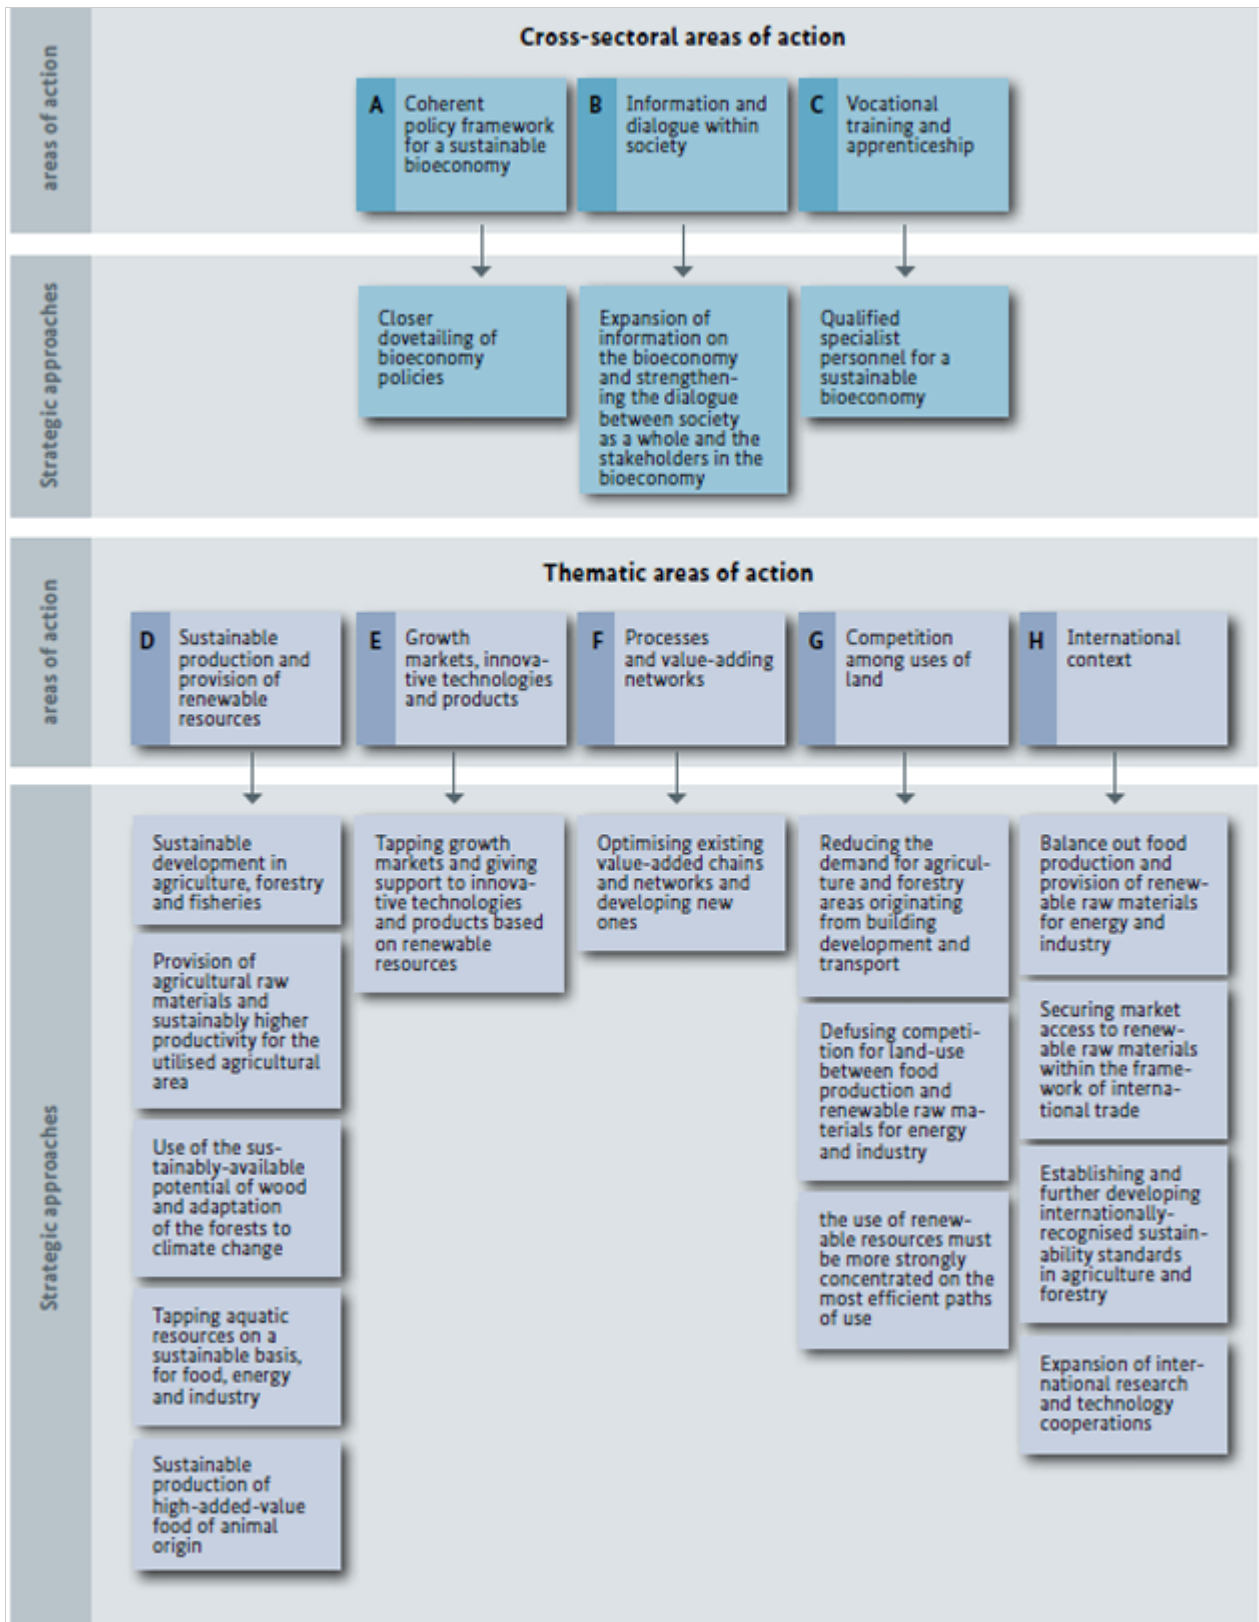 areas of action
Cross-sectoral areas of action
A
Coherent
policy framework
for a sustainable
bioeconomy
B
Information and
dialogue within
society
C
Vocational
training and
apprenticeship
Strategic approaches
Closer
dovetailing of
bioeconomy
policies
Expansion of
information on
the bioeconomy
and strengthen-
ing the dialogue
between society
as a whole and the
stakeholders in the
bioeconomy
Qualified
specialist
personnel for a
sustainable
bioeconomy
areas of action
Thematic areas of action
D
Sustainable
production and
provision of
renewable
resources
E
Growth
markets, innova-
tive technologies
and products
F
Processes
and value-adding
networks
G
Competition
among uses of
land
H
International
context
Strategic approaches
Sustainable
development in
agriculture, forestry
and fisheries
Provision of
agricultural raw
materials and
sustainably higher
productivity for the
utilised agricultural
area
Use of the sus-
tainably-available
potential of wood
and adaptation
of the forests to
climate change
Tapping aquatic
resources on a
sustainable basis,
for food, energy
and industry
Sustainable
production of
high-added-value
food of animal
origin
Tapping growth
markets and giving
support to innova-
tive technologies
and products based
on renewable
resources
Optimising existing
value-added chains
and networks and
developing new
ones
Reducing the
demand for agricul-
ture and forestry
areas originating
from building
development and
transport
Defusing competi-
tion for land-use
between food
production and
renewable raw ma-
terials for energy
and industry
the use of renew-
able resources must
be more strongly
concentrated on the
most efficient paths
of use
Balance out food
production and
provision of renew-
able raw materials
for energy and
industry
Securing market
access to renew-
able raw materials
within the frame-
work of interna-
tional trade
Establishing and
further developing
internationally-
recognised sustain-
ability standards
in agriculture and
forestry
Expansion of inter-
national research
and technology
cooperations